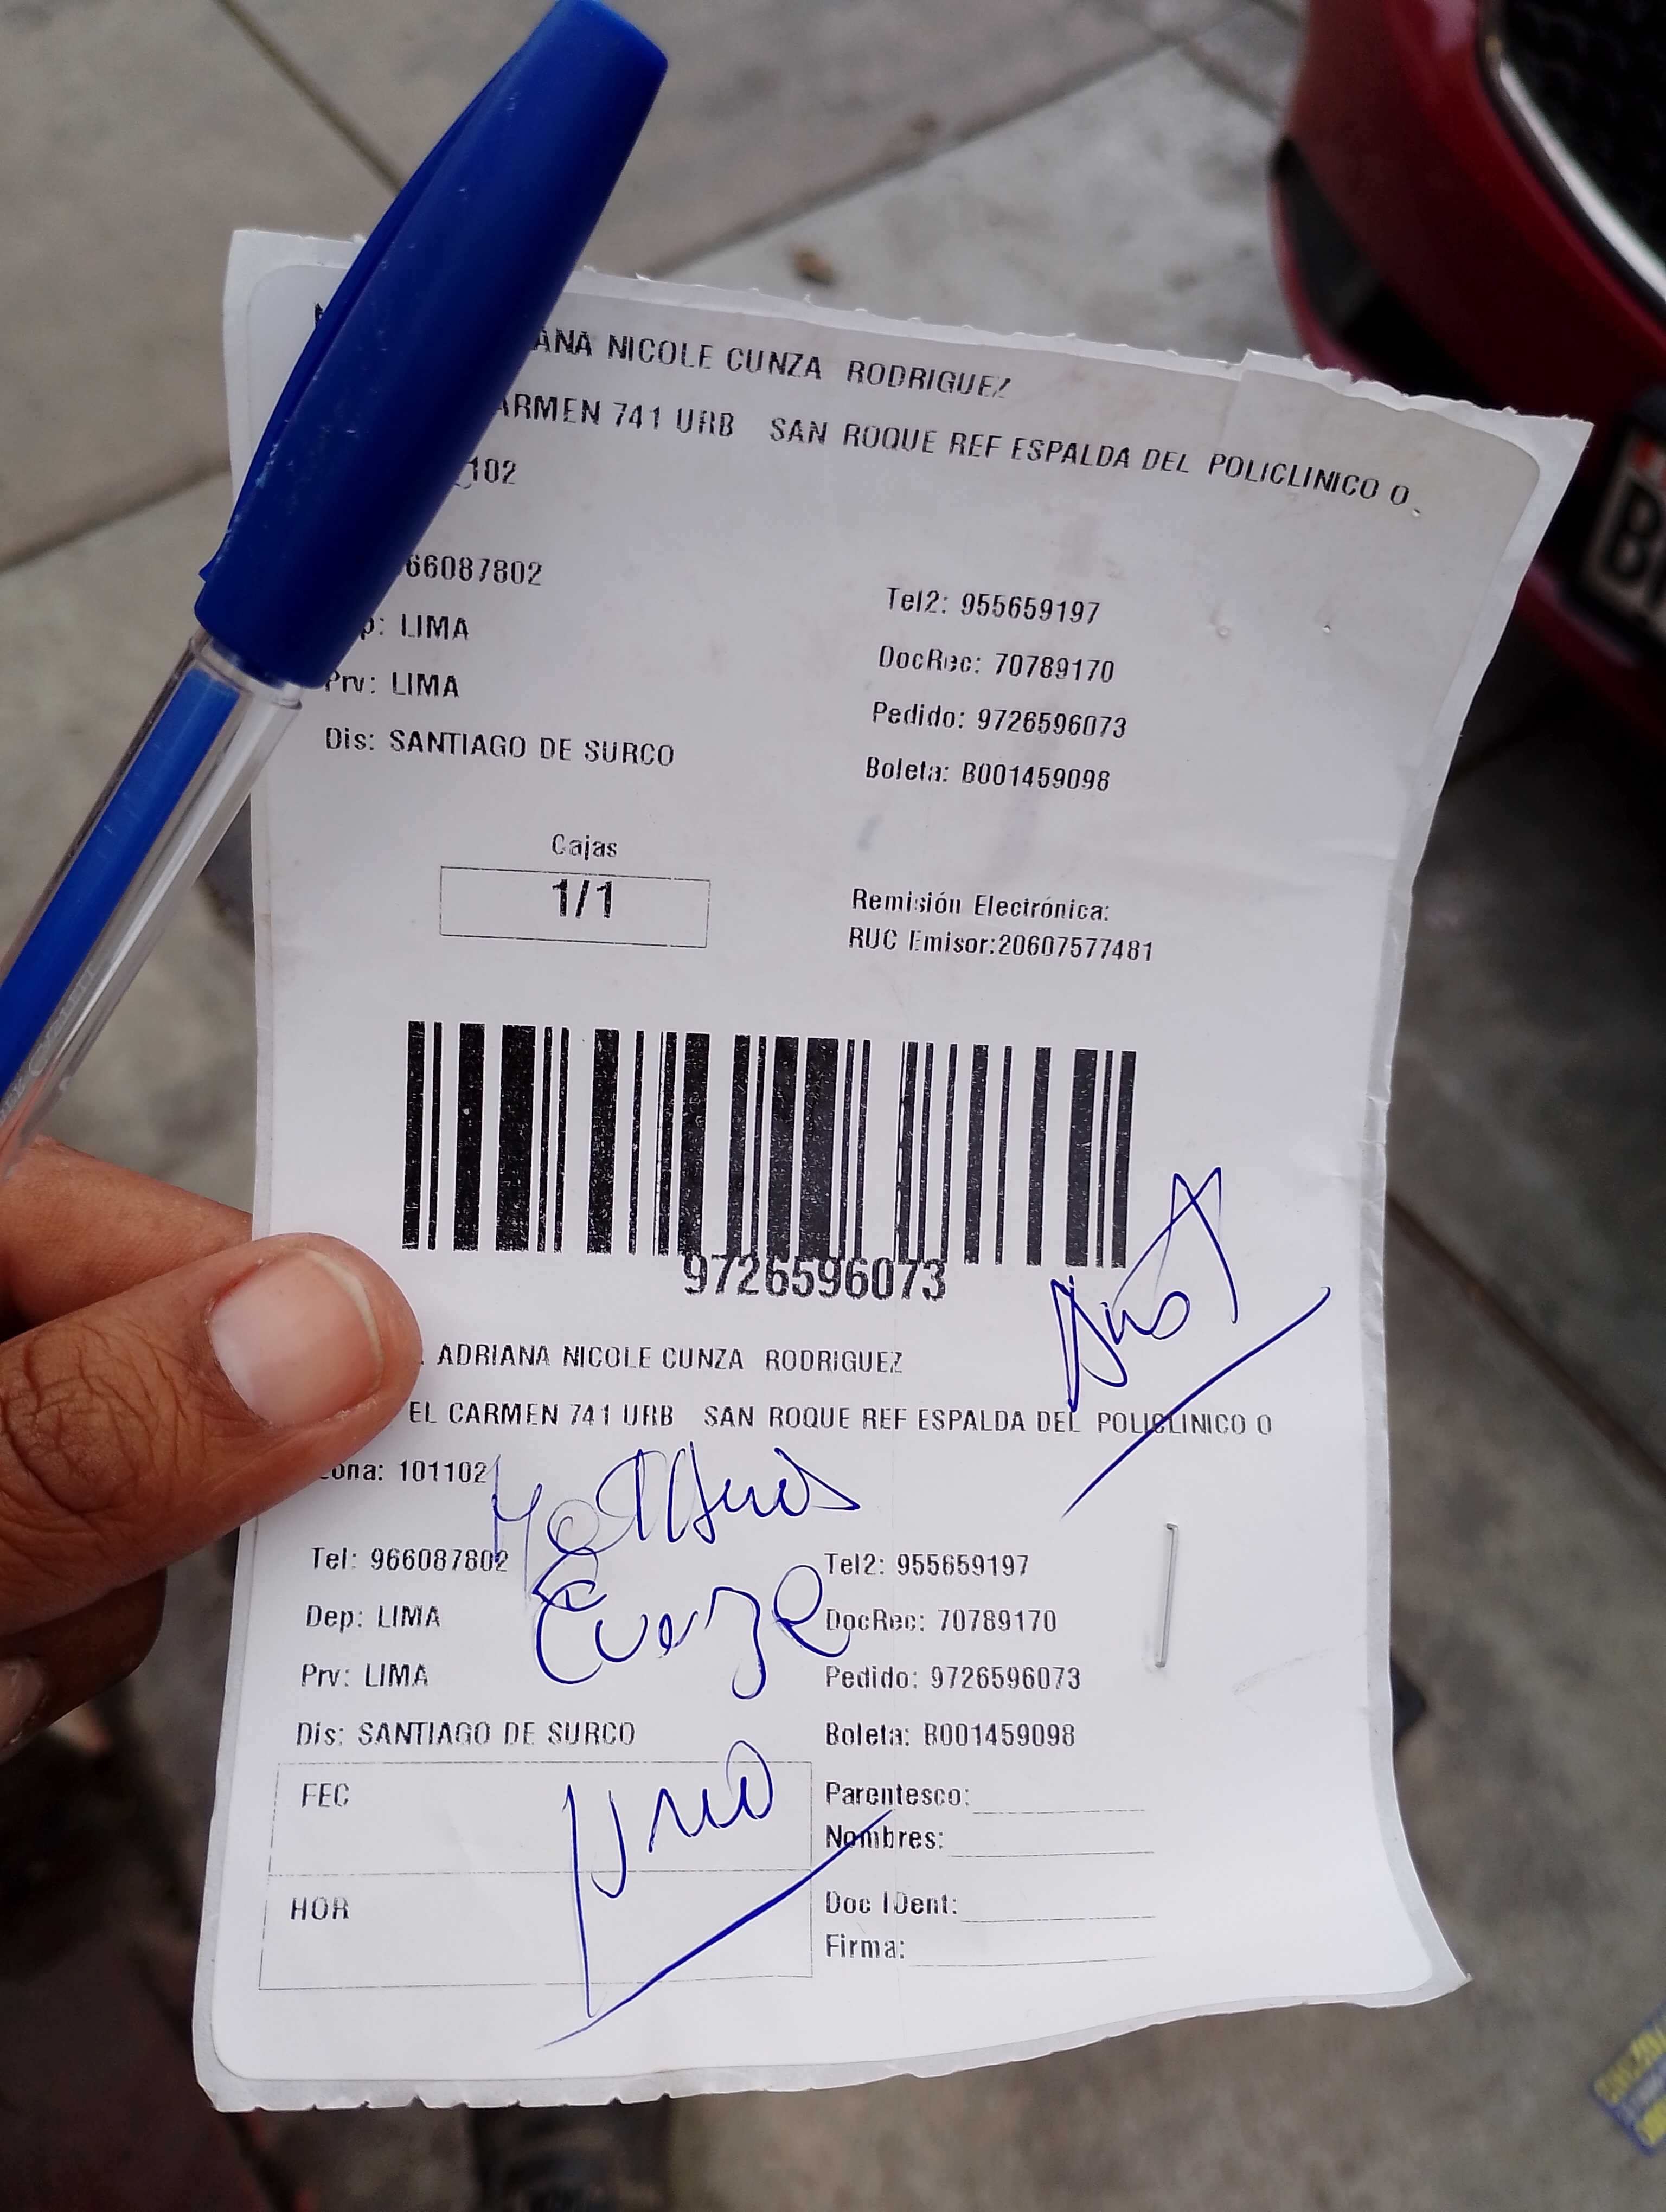 ANA NICOLE CUNZA RODRIGUEZ
ARMEN 741 URB SAN ROQUE REF ESPALDA DEL POLICLINICO O
102
66087802
Tel2: 955659197
p: LIMA
DocRec: 70789170
Prv: LIMA
Pedido: 9726596073
Dis: SANTIAGO DE SURCO
Boleta: B001459098
Cajas
1/1
Remisión Electrónica:
RUC Emisor:20607577481
9726596073
. ADRIANA NICOLE CUNZA RODRIGUEZ
EL CARMEN 741 URB SAN ROQUE REF ESPALDA DEL POLICLINICO O
ona: 101102
Tel: 966087802
Tel2: 955659197
Dep: LIMA
DocRec: 70789170
Prv: LIMA
Pedido: 9726596073
Dis: SANTIAGO DE SURCO
Boleta: B001459098
FEC
Parentesco:
Nombres:
HOR
Doc IDent:
Firma: